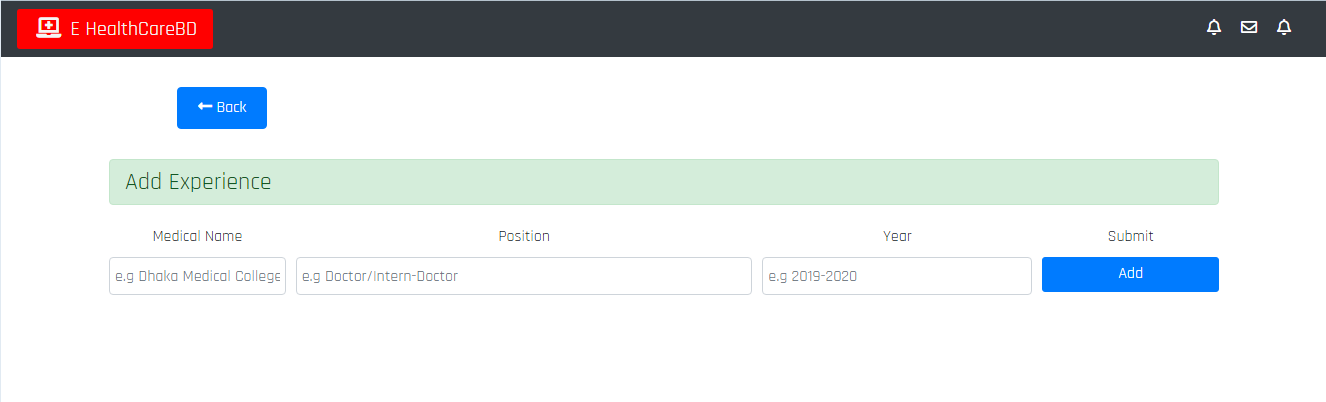 E HealthCareBD
Back
Add Experience
Medical Name Position Year Submit
e.g Dhaka Medical College e.g Doctor/Intern-Doctor e.g 2019-2020 Add